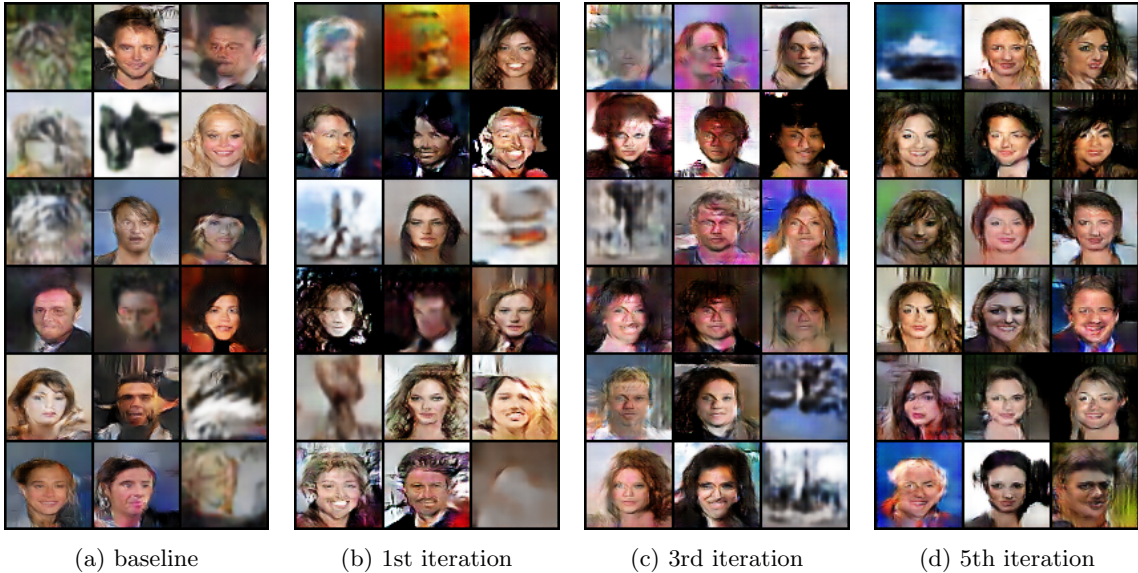 (a) baseline
(b) 1st iteration
(c) 3rd iteration
(d) 5th iteration